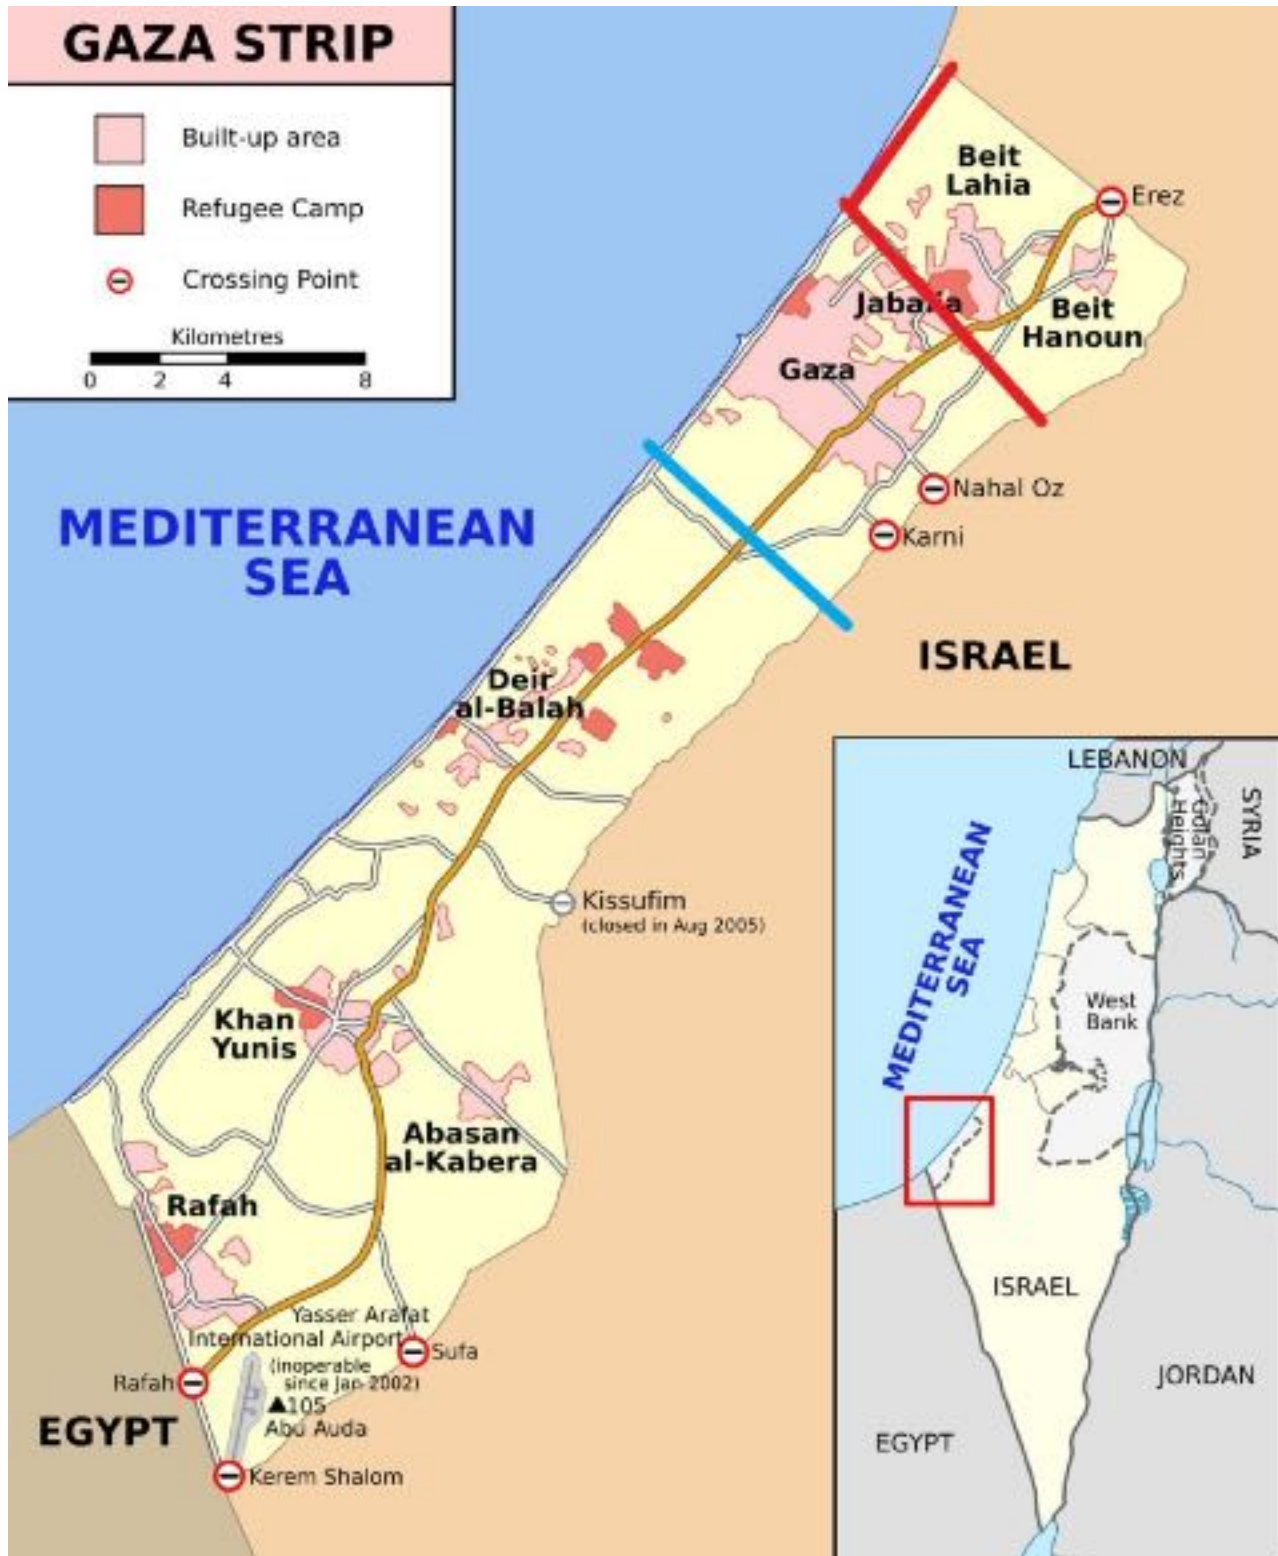 GAZA STRIP
Built-up area
Refugee Camp
Crossing Point
Kilometres
0 2 4 8
Beit
Lahia
Erez
Jabalia
Beit
Hanoun
Gaza
Nahal Oz
Karni
MEDITERRANEAN
SEA
ISRAEL
Deir
al-Balah
Kissufim
(closed in Aug 2005)
Khan
Yunis
Abasan
al-Kabera
Rafah
Yasser Arafat
International Airport
(inoperable
since Jan 2002)
Sufa
Rafah
105
Abu Auda
EGYPT
Kerem Shalom
LEBANON
Golan
Heights
SYRIA
MEDITERRANEAN
SEA
West
Bank
ISRAEL
JORDAN
EGYPT